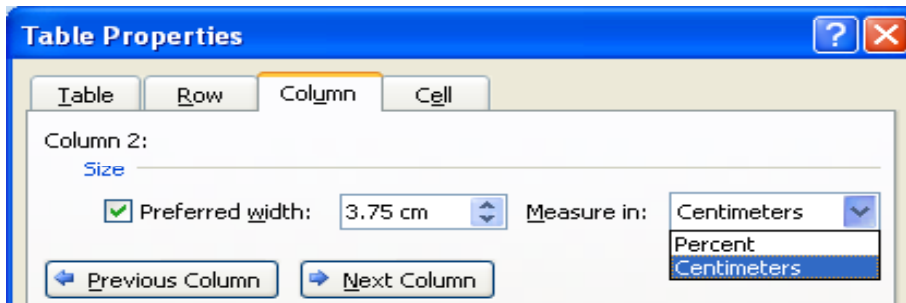 Table Properties ?
Table Row Column Cell
Column 2:
Size
Preferred width: 3.75 cm Measure in: Centimeters
Percent
Centimeters
Previous Column Next Column